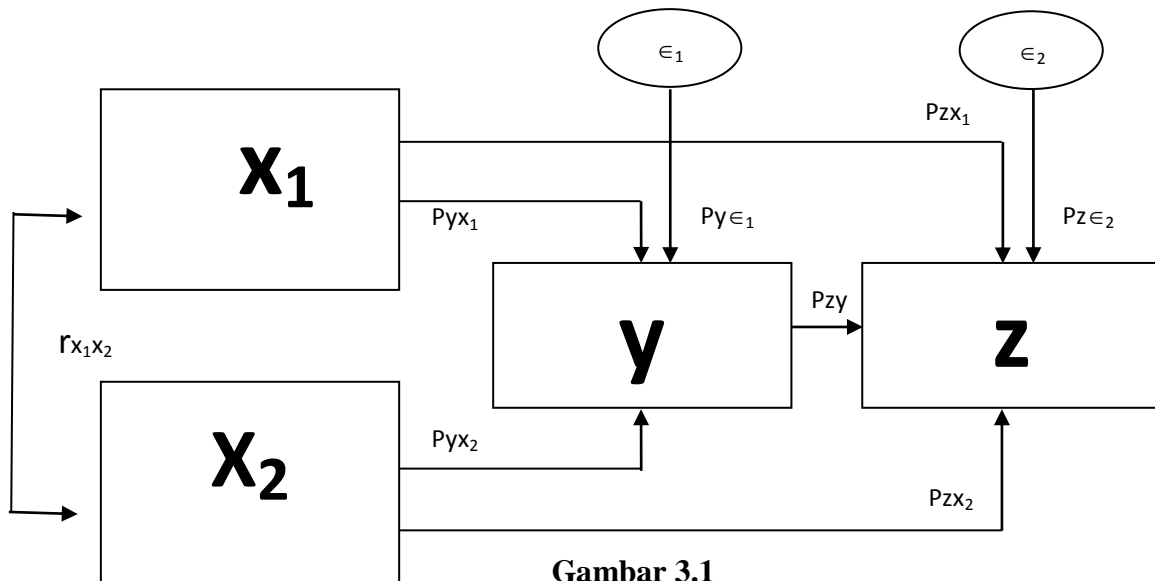 ∈₁
∈₂
Pzx₁
x₁
Pyx₁
Py∈₁
Pz∈₂
Pzy
y
z
rx₁x₂
Pyx₂
X₂
Pzx₂
Gambar 3.1